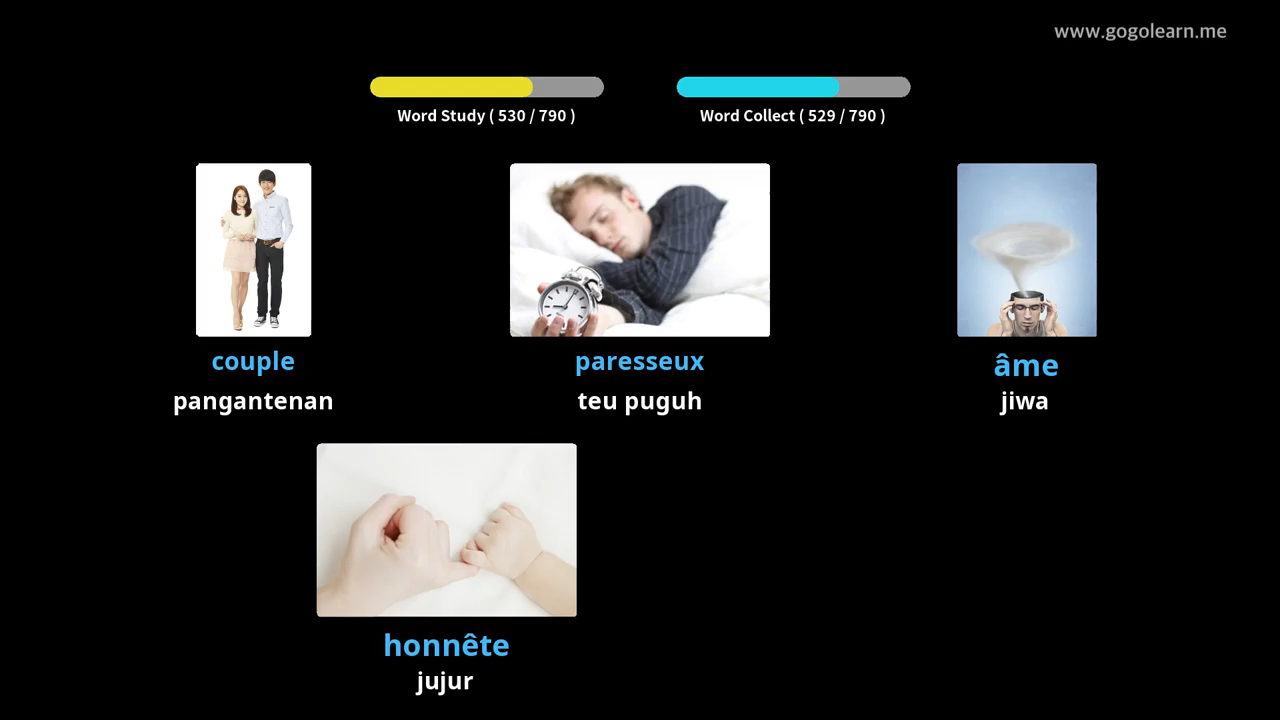 www.gogolearn.me
Word Study ( 530 / 790 )
Word Collect ( 529 / 790 )
couple
pangantenan
paresseux
teu puguh
âme
jiwa
honnête
jujur